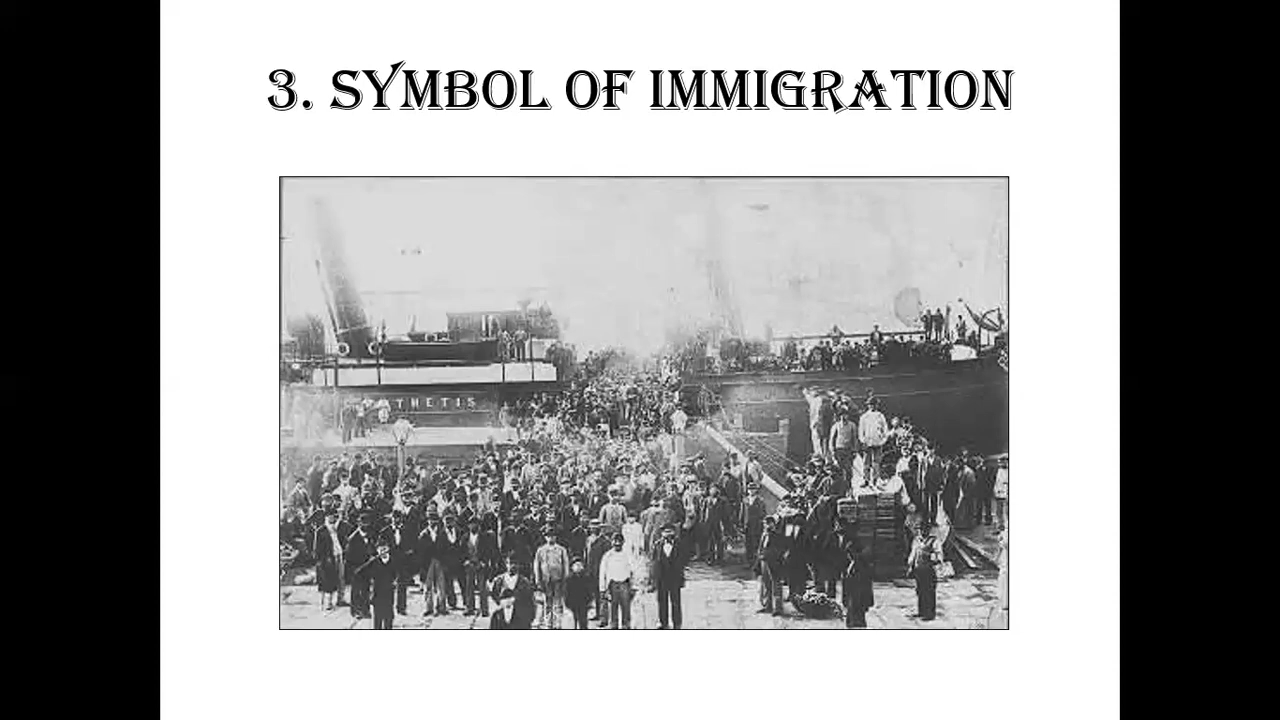 3. SYMBOL OF IMMIGRATION
THETIS